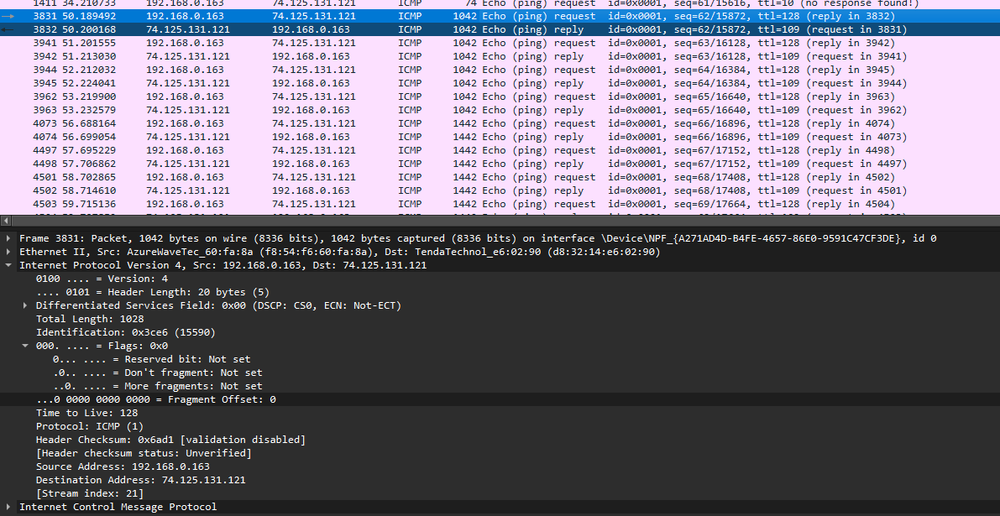 1411 34.210733 192.168.0.163 74.125.131.121 ICMP 74 Echo (ping) request id=0x0001, seq=61/15616, ttl=10 (no response found!)
3831 50.189492 192.168.0.163 74.125.131.121 ICMP 1042 Echo (ping) request id=0x0001, seq=62/15872, ttl=128 (reply in 3832)
3832 50.200168 74.125.131.121 192.168.0.163 ICMP 1042 Echo (ping) reply id=0x0001, seq=62/15872, ttl=109 (request in 3831)
3941 51.201555 192.168.0.163 74.125.131.121 ICMP 1042 Echo (ping) request id=0x0001, seq=63/16128, ttl=128 (reply in 3942)
3942 51.213030 74.125.131.121 192.168.0.163 ICMP 1042 Echo (ping) reply id=0x0001, seq=63/16128, ttl=109 (request in 3941)
3944 52.212032 192.168.0.163 74.125.131.121 ICMP 1042 Echo (ping) request id=0x0001, seq=64/16384, ttl=128 (reply in 3945)
3945 52.224041 74.125.131.121 192.168.0.163 ICMP 1042 Echo (ping) reply id=0x0001, seq=64/16384, ttl=109 (request in 3944)
3962 53.219900 192.168.0.163 74.125.131.121 ICMP 1042 Echo (ping) request id=0x0001, seq=65/16640, ttl=128 (reply in 3963)
3963 53.232579 74.125.131.121 192.168.0.163 ICMP 1042 Echo (ping) reply id=0x0001, seq=65/16640, ttl=109 (request in 3962)
4073 56.688164 192.168.0.163 74.125.131.121 ICMP 1442 Echo (ping) request id=0x0001, seq=66/16896, ttl=128 (reply in 4074)
4074 56.699054 74.125.131.121 192.168.0.163 ICMP 1442 Echo (ping) reply id=0x0001, seq=66/16896, ttl=109 (request in 4073)
4497 57.695229 192.168.0.163 74.125.131.121 ICMP 1442 Echo (ping) request id=0x0001, seq=67/17152, ttl=128 (reply in 4498)
4498 57.706862 74.125.131.121 192.168.0.163 ICMP 1442 Echo (ping) reply id=0x0001, seq=67/17152, ttl=109 (request in 4497)
4501 58.702865 192.168.0.163 74.125.131.121 ICMP 1442 Echo (ping) request id=0x0001, seq=68/17408, ttl=128 (reply in 4502)
4502 58.714610 74.125.131.121 192.168.0.163 ICMP 1442 Echo (ping) reply id=0x0001, seq=68/17408, ttl=109 (request in 4501)
4503 59.715136 192.168.0.163 74.125.131.121 ICMP 1442 Echo (ping) request id=0x0001, seq=69/17664, ttl=128 (reply in 4504)
Frame 3831: Packet, 1042 bytes on wire (8336 bits), 1042 bytes captured (8336 bits) on interface \Device\NPF_{A271AD4D-B4FE-4657-86E0-9591C47CF3DE}, id 0
Ethernet II, Src: AzureWaveTec_60:fa:8a (f8:54:f6:60:fa:8a), Dst: TendaTechnol_e6:02:90 (d8:32:14:e6:02:90)
Internet Protocol Version 4, Src: 192.168.0.163, Dst: 74.125.131.121
0100 .... = Version: 4
.... 0101 = Header Length: 20 bytes (5)
Differentiated Services Field: 0x00 (DSCP: CS0, ECN: Not-ECT)
Total Length: 1028
Identification: 0x3ce6 (15590)
000. .... = Flags: 0x0
0... .... = Reserved bit: Not set
.0.. .... = Don't fragment: Not set
..0. .... = More fragments: Not set
...0 0000 0000 0000 = Fragment Offset: 0
Time to Live: 128
Protocol: ICMP (1)
Header Checksum: 0x6ad1 [validation disabled]
[Header checksum status: Unverified]
Source Address: 192.168.0.163
Destination Address: 74.125.131.121
[Stream index: 21]
Internet Control Message Protocol